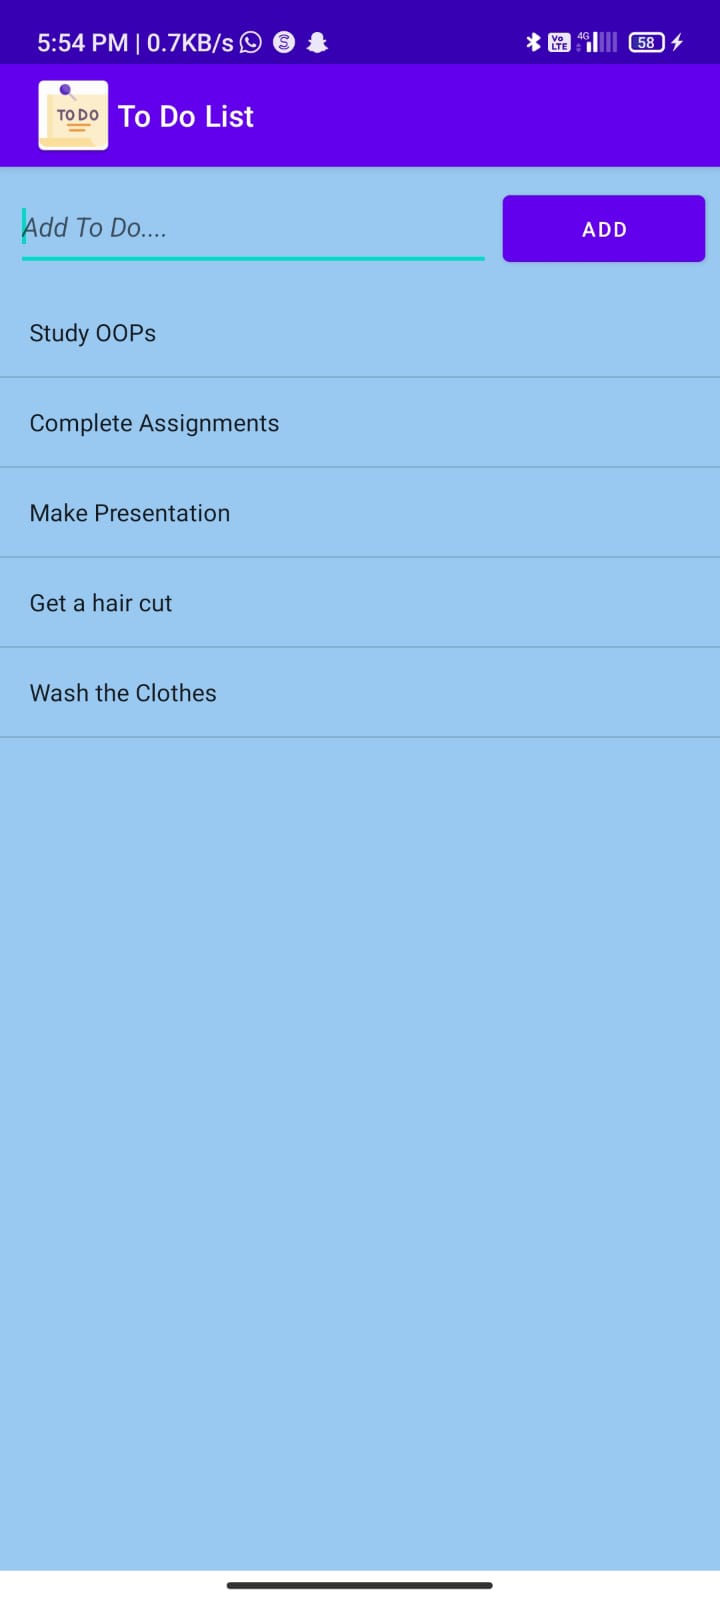 5:54 PM | 0.7KB/s Vo LTE 4G 58
TO DO To Do List
Add To Do....
ADD
Study OOPs
Complete Assignments
Make Presentation
Get a hair cut
Wash the Clothes